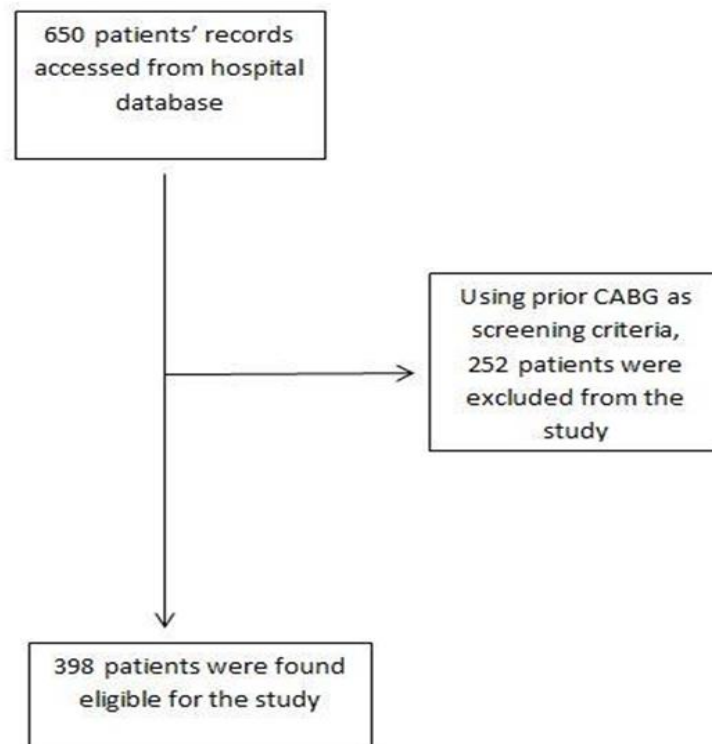 650 patients’ records
accessed from hospital
database
Using prior CABG as
screening criteria,
252 patients were
excluded from the
study
398 patients were found
eligible for the study